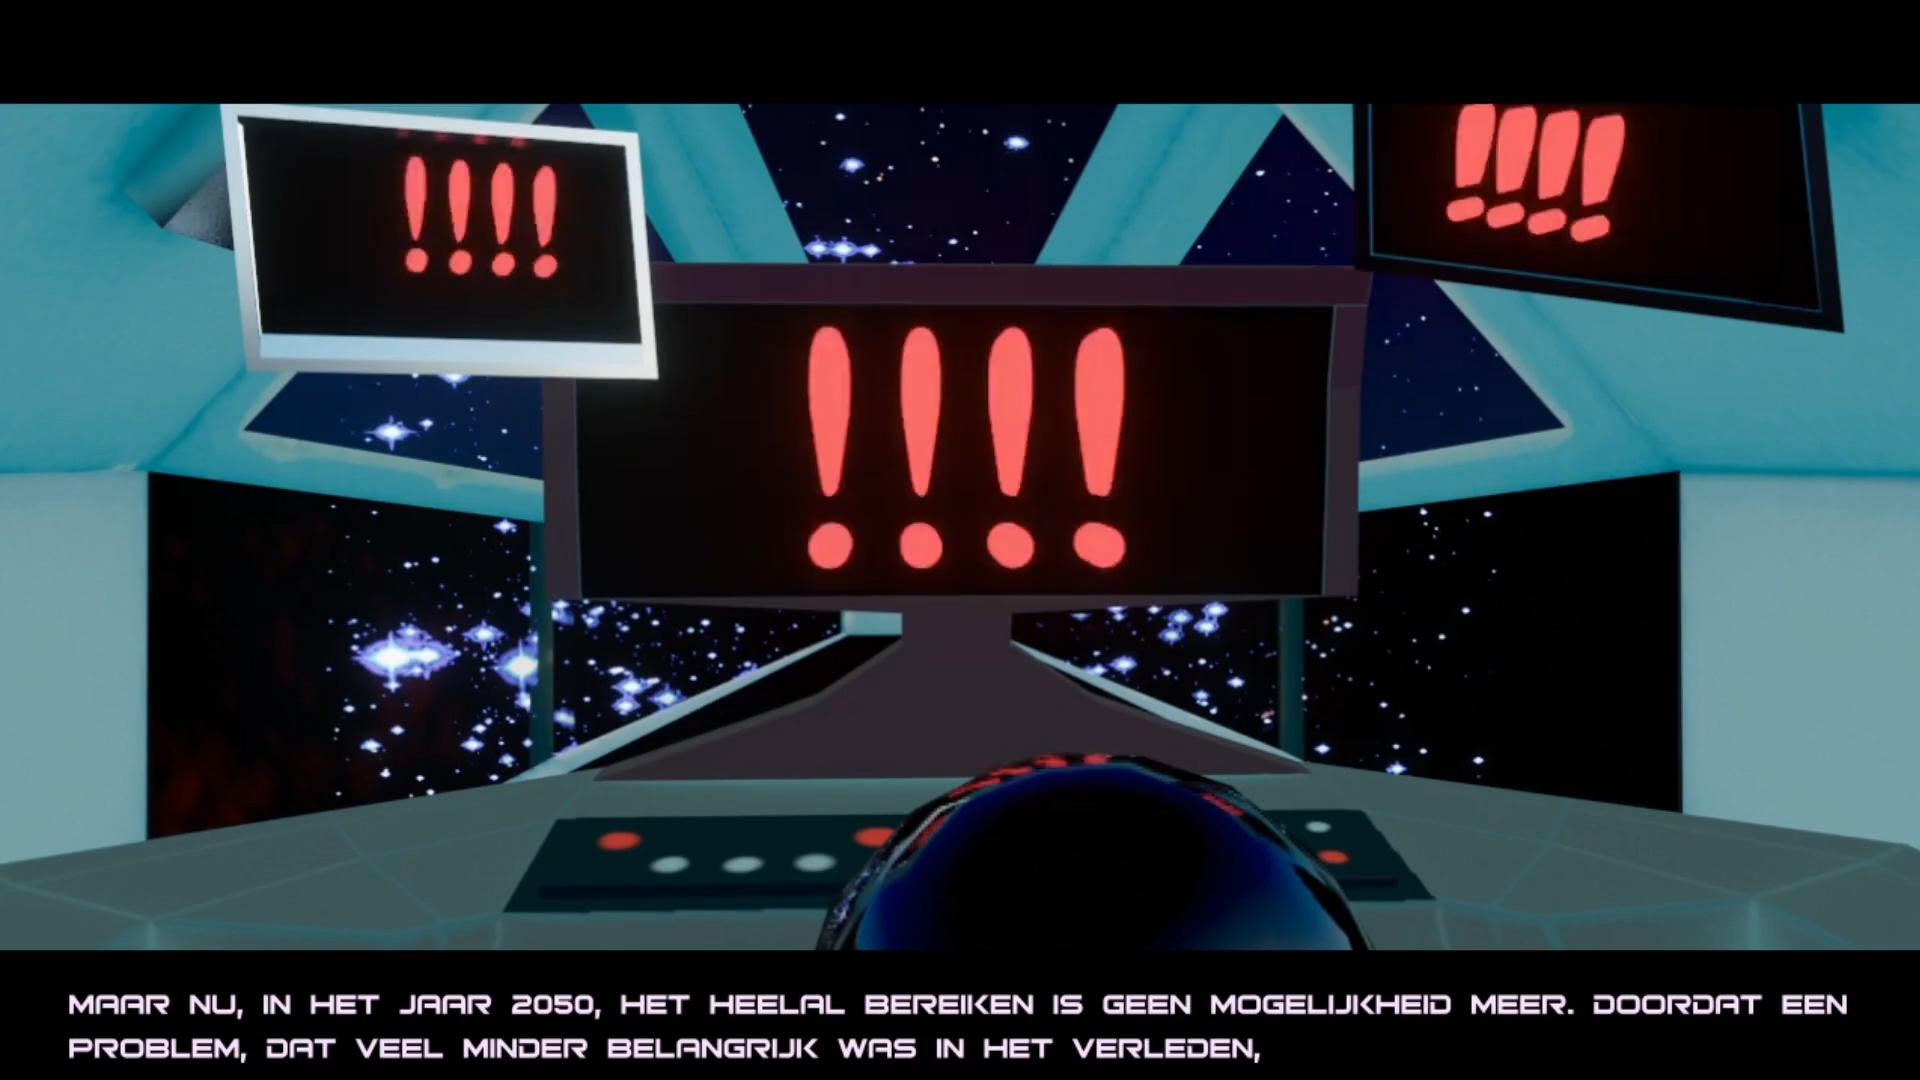 !!!!
!!!!
!!!!
MAAR NU, IN HET JAAR 2050, HET HEELAL BEREIKEN IS GEEN MOGELIJKHEID MEER. DOORDAT EEN
PROBLEEM, DAT VEEL MINDER BELANGRIJK WAS IN HET VERLEDEN,